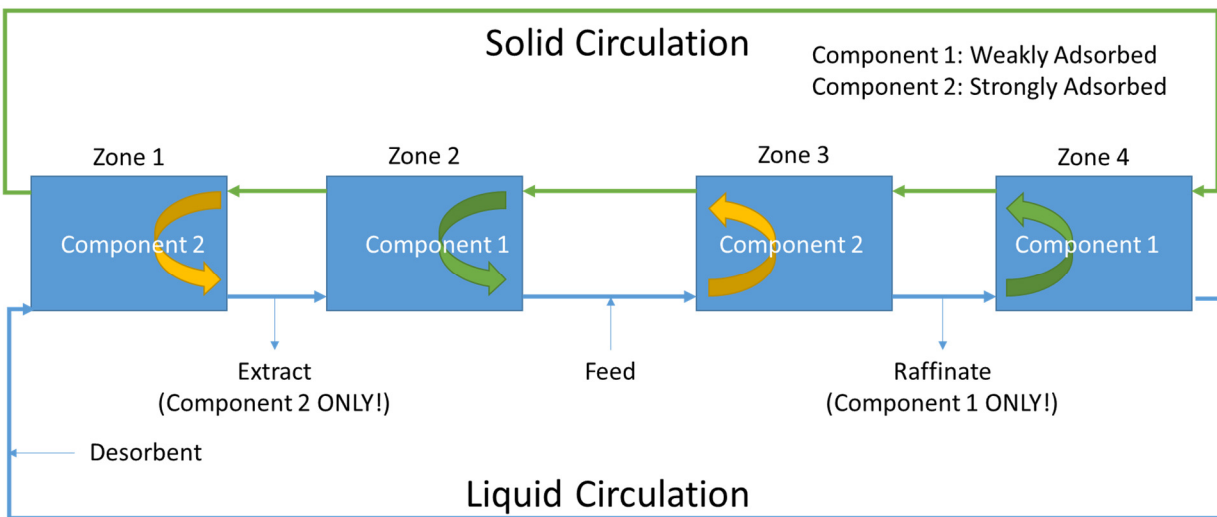 Solid Circulation
Component 1: Weakly Adsorbed
Component 2: Strongly Adsorbed
Zone 1
Zone 2
Zone 3
Zone 4
Component 2
Component 1
Component 2
Component 1
Extract
(Component 2 ONLY!)
Feed
Raffinate
(Component 1 ONLY!)
Desorbent
Liquid Circulation